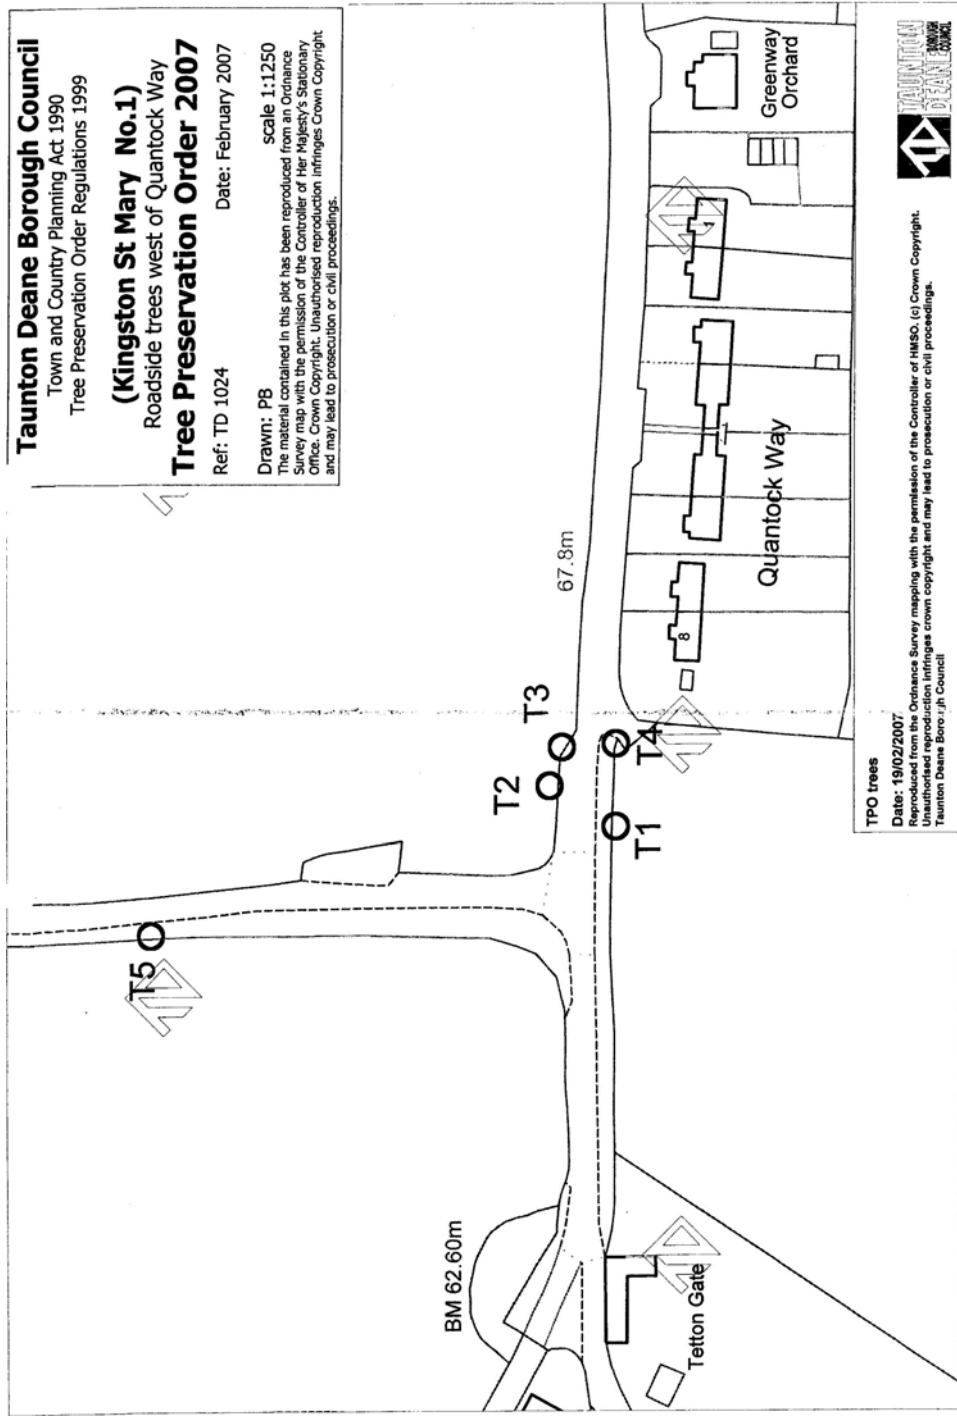 Taunton Deane Borough Council
Town and Country Planning Act 1990
Tree Preservation Order Regulations 1999
(Kingston St Mary No.1)
Roadside trees west of Quantock Way
Tree Preservation Order 2007
Ref: TD 1024 Date: February 2007
Drawn: PB scale 1:1250
The material contained in this plot has been reproduced from an Ordnance
Survey map with the permission of the Controller of Her Majesty's Stationary
Office. Crown Copyright. Unauthorised reproduction infringes Crown Copyright
and may lead to prosecution or civil proceedings.
T5
BM 62.60m
T2
T3
67.8m
T1
T4
Tetton Gate
8
1
Quantock Way
Greenway
Orchard
TPO trees
Date: 19/02/2007
Reproduced from the Ordnance Survey mapping with the permission of the Controller of HMSO. (c) Crown Copyright.
Unauthorised reproduction infringes crown copyright and may lead to prosecution or civil proceedings.
Taunton Deane Borough Council
TAUNTON
DEANE BOROUGH
COUNCIL